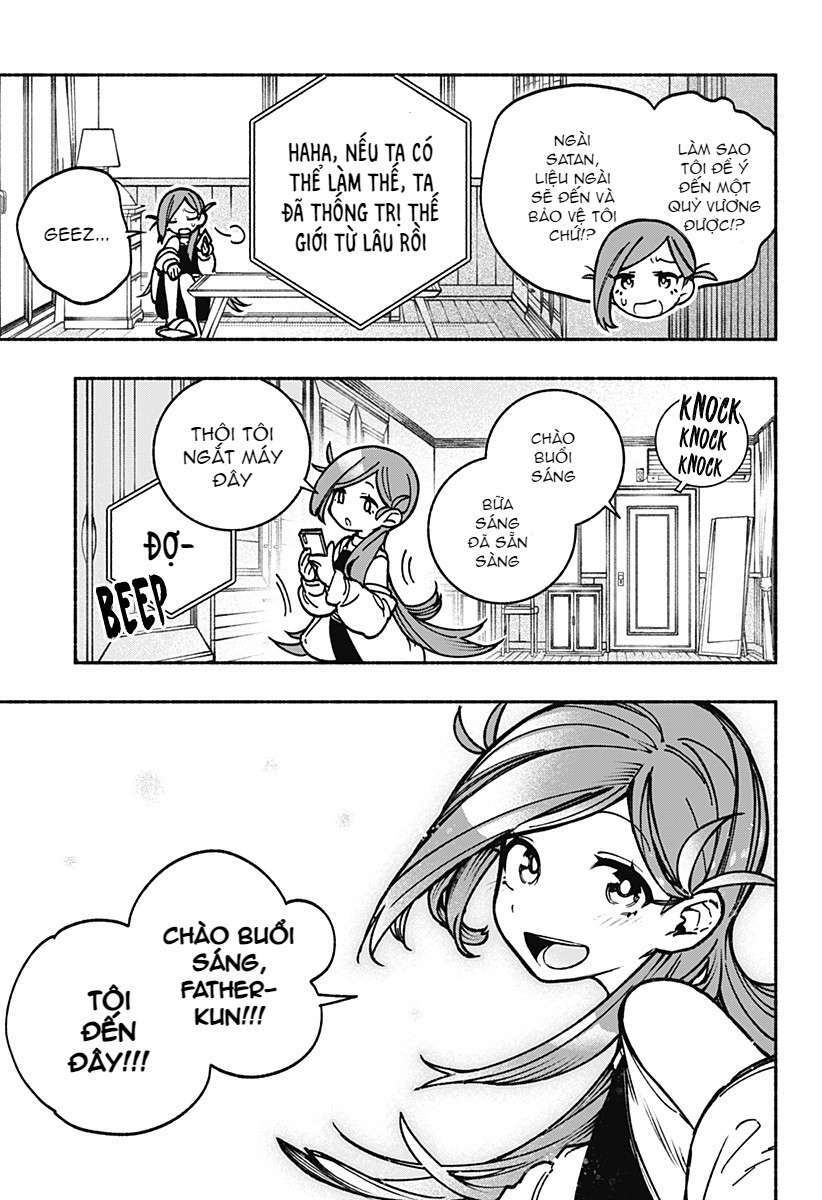 LÀM SAO
TÔI ĐỂ Ý
ĐẾN MỘT
QUỶ VƯƠNG
ĐƯỢC!?
NGÀI
SATAN,
LIỆU NGÀI
SẼ ĐẾN VÀ
BẢO VỆ TÔI
CHỨ!?
HAHA, NẾU TA CÓ
THỂ LÀM THẾ, TA
ĐÃ THỐNG TRỊ THẾ
GIỚI TỪ LÂU RỒI
GEEZ...
KNOCK
KNOCK
KNOCK
CHÀO
BUỔI
SÁNG
BỮA
SÁNG
ĐÃ SẴN
SÀNG
THÔI TÔI
NGẮT MÁY
ĐÂY
ĐỢ-
BEEP
CHÀO BUỔI
SÁNG,
FATHER-
KUN!!!
TÔI
ĐẾN
ĐÂY!!!